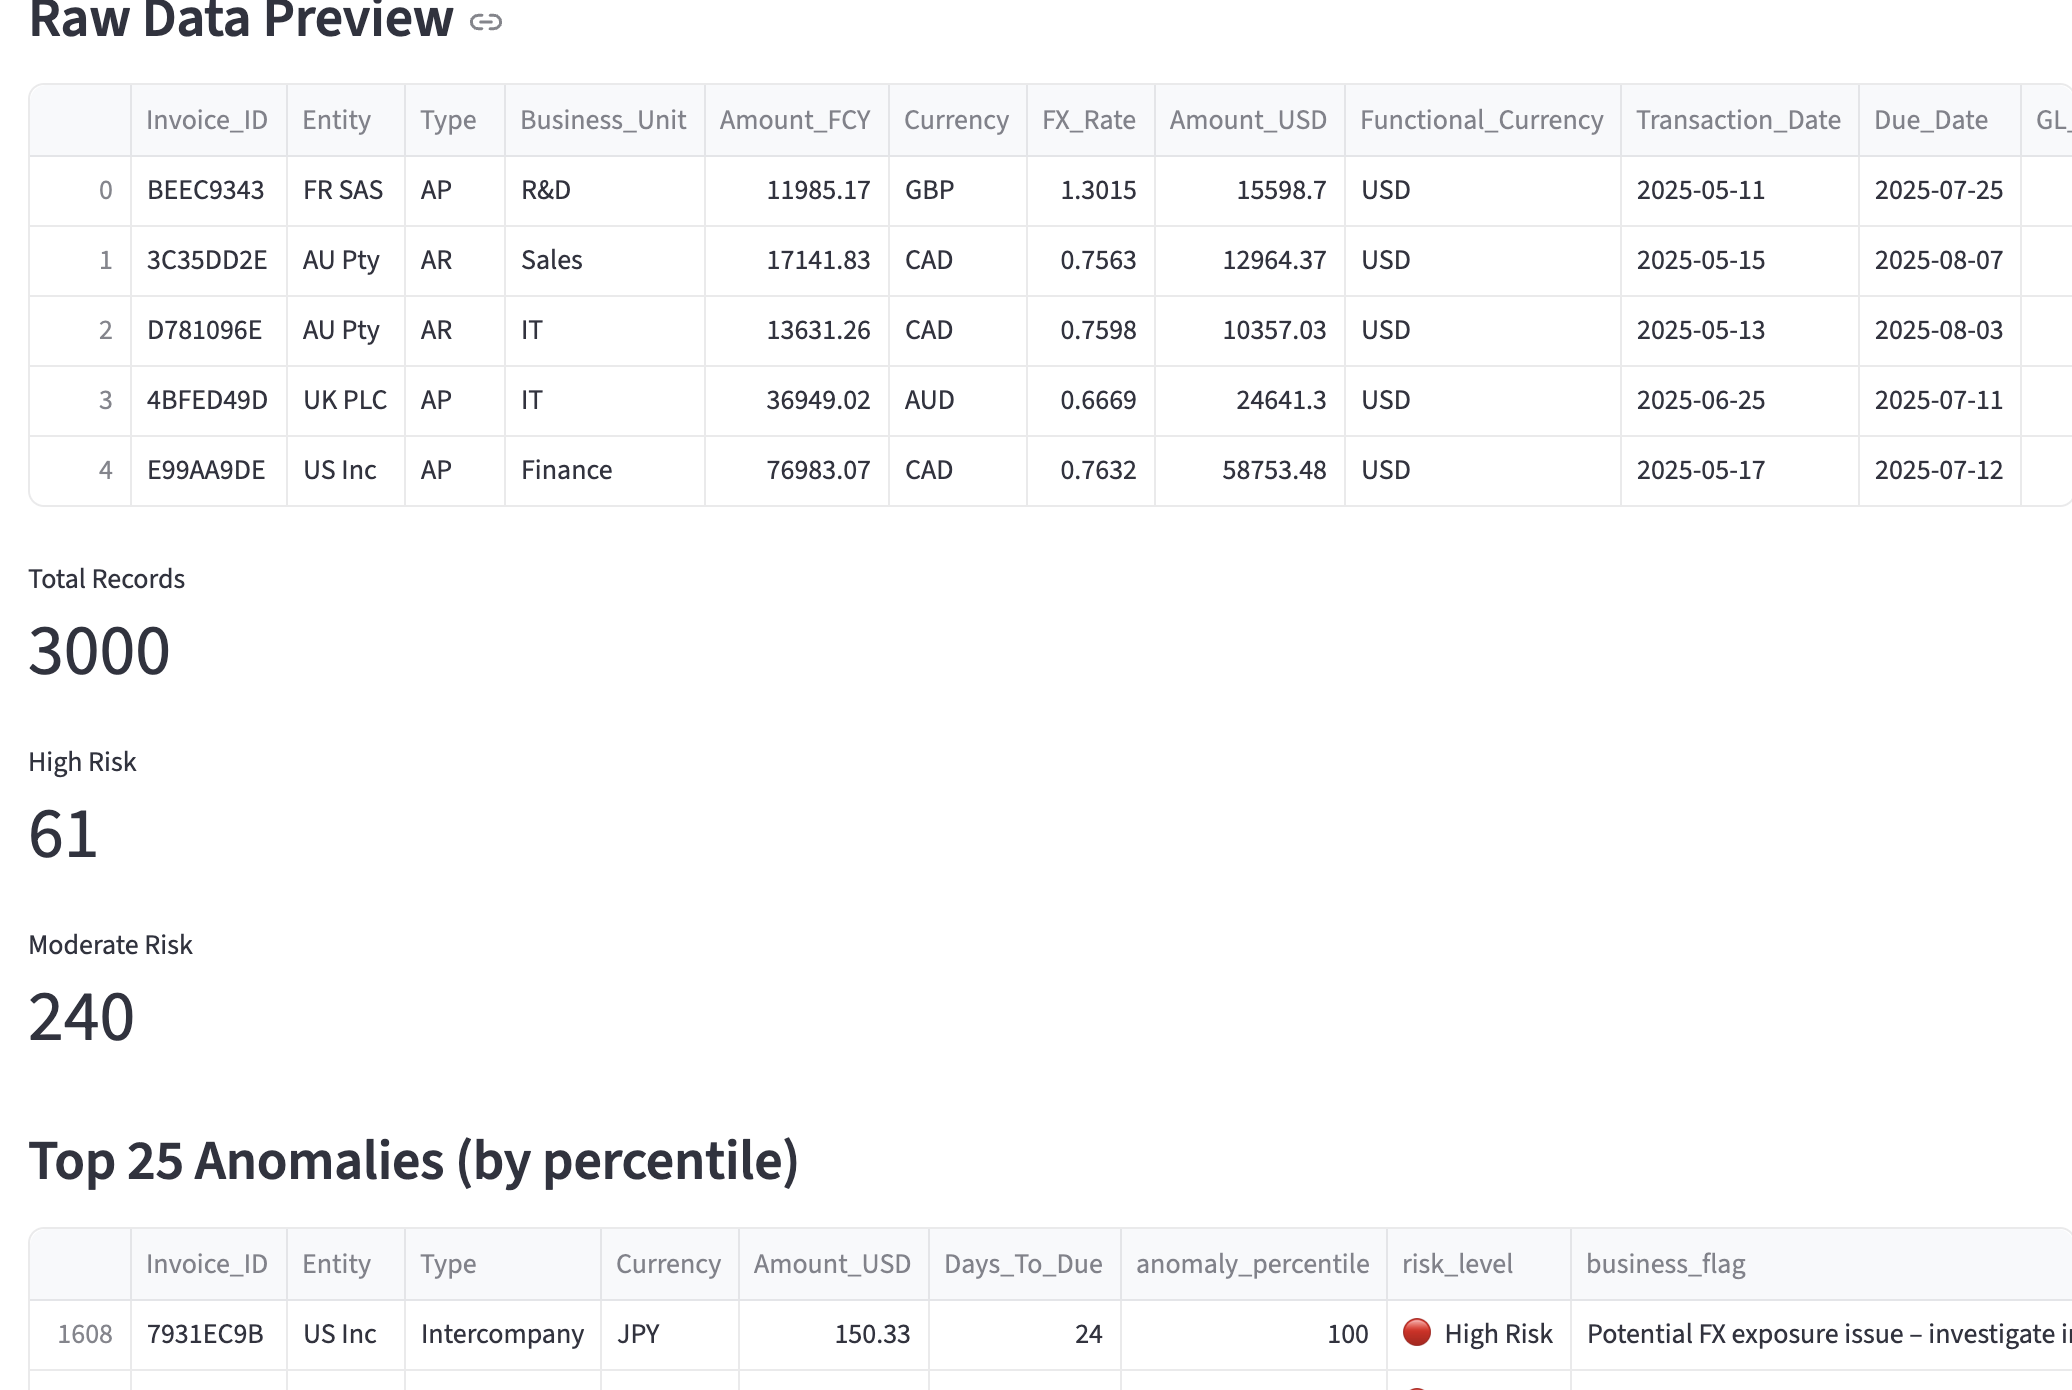 Raw Data Preview
Invoice_ID Entity Type Business_Unit Amount_FCY Currency FX_Rate Amount_USD Functional_Currency Transaction_Date Due_Date GL_
0 BEEC9343 FR SAS AP R&D 11985.17 GBP 1.3015 15598.7 USD 2025-05-11 2025-07-25
1 3C35DD2E AU Pty AR Sales 17141.83 CAD 0.7563 12964.37 USD 2025-05-15 2025-08-07
2 D781096E AU Pty AR IT 13631.26 CAD 0.7598 10357.03 USD 2025-05-13 2025-08-03
3 4BFED49D UK PLC AP IT 36949.02 AUD 0.6669 24641.3 USD 2025-06-25 2025-07-11
4 E99AA9DE US Inc AP Finance 76983.07 CAD 0.7632 58753.48 USD 2025-05-17 2025-07-12
Total Records
3000
High Risk
61
Moderate Risk
240
Top 25 Anomalies (by percentile)
Invoice_ID Entity Type Currency Amount_USD Days_To_Due anomaly_percentile risk_level business_flag
1608 7931EC9B US Inc Intercompany JPY 150.33 24 100 High Risk Potential FX exposure issue – investigate